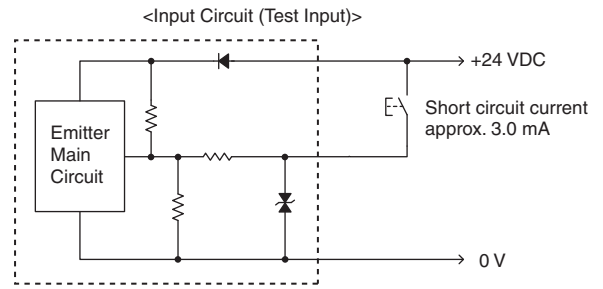 <Input Circuit (Test Input)>
+24 VDC
Short circuit current
approx. 3.0 mA
Emitter
Main
Circuit
0 V